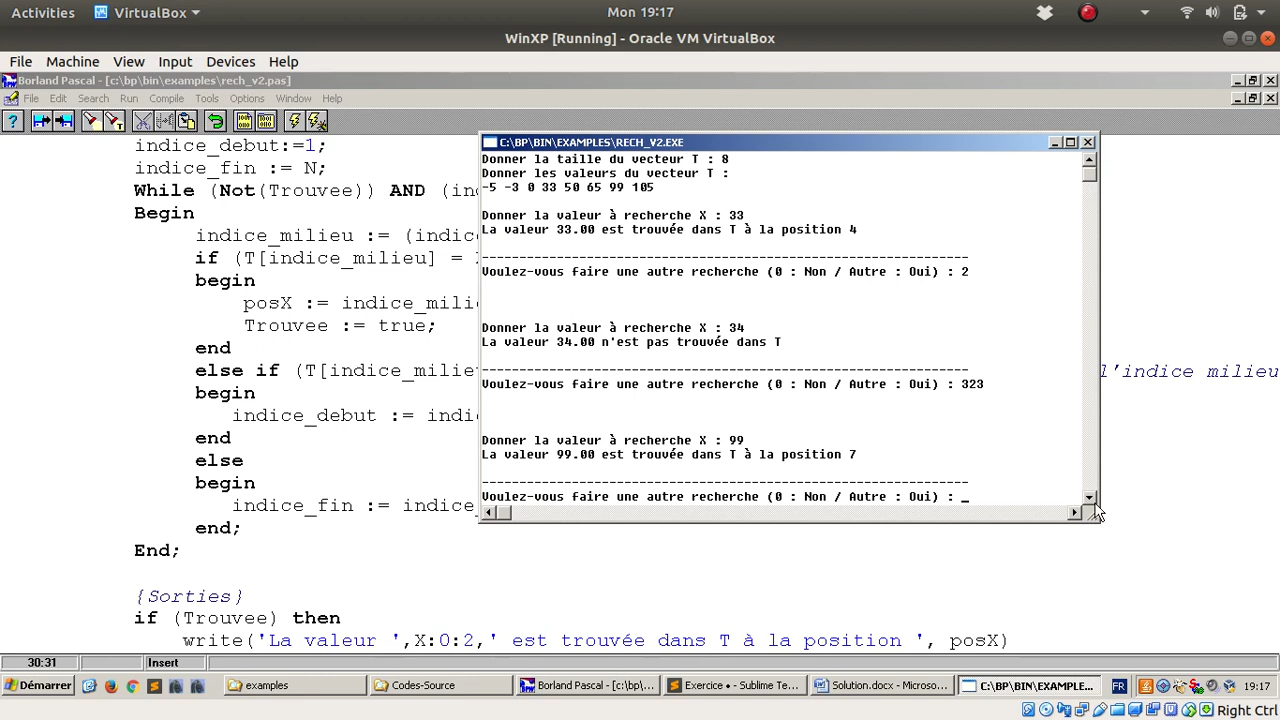 Activities VirtualBox Mon 19:17
WinXP [Running] - Oracle VM VirtualBox
File Machine View Input Devices Help
Borland Pascal - [c:\bp\bin\examples\rech_v2.pas]
File Edit Search Run Compile Tools Options Window Help
indice_debut:=1;
indice_fin := N;
While (Not(Trouvee)) AND (ind
Begin
indice_milieu := (indic
if (T[indice_milieu] =
begin
posX := indice_mili
Trouvee := true;
end
else if (T[indice_milie
l'indice milieu
begin
indice_debut := ind
end
else
begin
indice_fin := indice
end;
End;
{Sorties}
if (Trouvee) then
write('La valeur ',X:0:2,' est trouvée dans T à la position ', posX)
C:\BP\BIN\EXAMPLES\RECH_V2.EXE
Donner la taille du vecteur T : 8
Donner les valeurs du vecteur T :
-5 -3 0 33 50 65 99 105
Donner la valeur à recherche X : 33
La valeur 33.00 est trouvée dans T à la position 4
-----------------------------------------------------------------
Voulez-vous faire une autre recherche (0 : Non / Autre : Oui) : 2
Donner la valeur à recherche X : 34
La valeur 34.00 n'est pas trouvée dans T
-----------------------------------------------------------------
Voulez-vous faire une autre recherche (0 : Non / Autre : Oui) : 323
Donner la valeur à recherche X : 99
La valeur 99.00 est trouvée dans T à la position 7
-----------------------------------------------------------------
Voulez-vous faire une autre recherche (0 : Non / Autre : Oui) : _
30:31 Insert
Démarrer examples Codes-Source Borland Pascal - [c:\bp\... Exercice • - Sublime Te... Solution.docx - Microso... C:\BP\BIN\EXAMPLE... FR 19:17
Right Ctrl